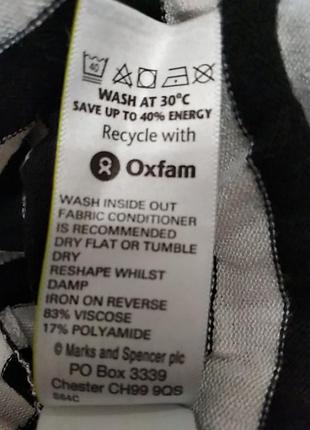 40
WASH AT 30°C
SAVE UP TO 40% ENERGY
Recycle with
Oxfam
WASH INSIDE OUT
FABRIC CONDITIONER
IS RECOMMENDED
DRY FLAT OR TUMBLE
DRY
RESHAPE WHILST
DAMP
IRON ON REVERSE
83% VISCOSE
17% POLYAMIDE
© Marks and Spencer plc
PO Box 3339
Chester CH99 9QS
S64C